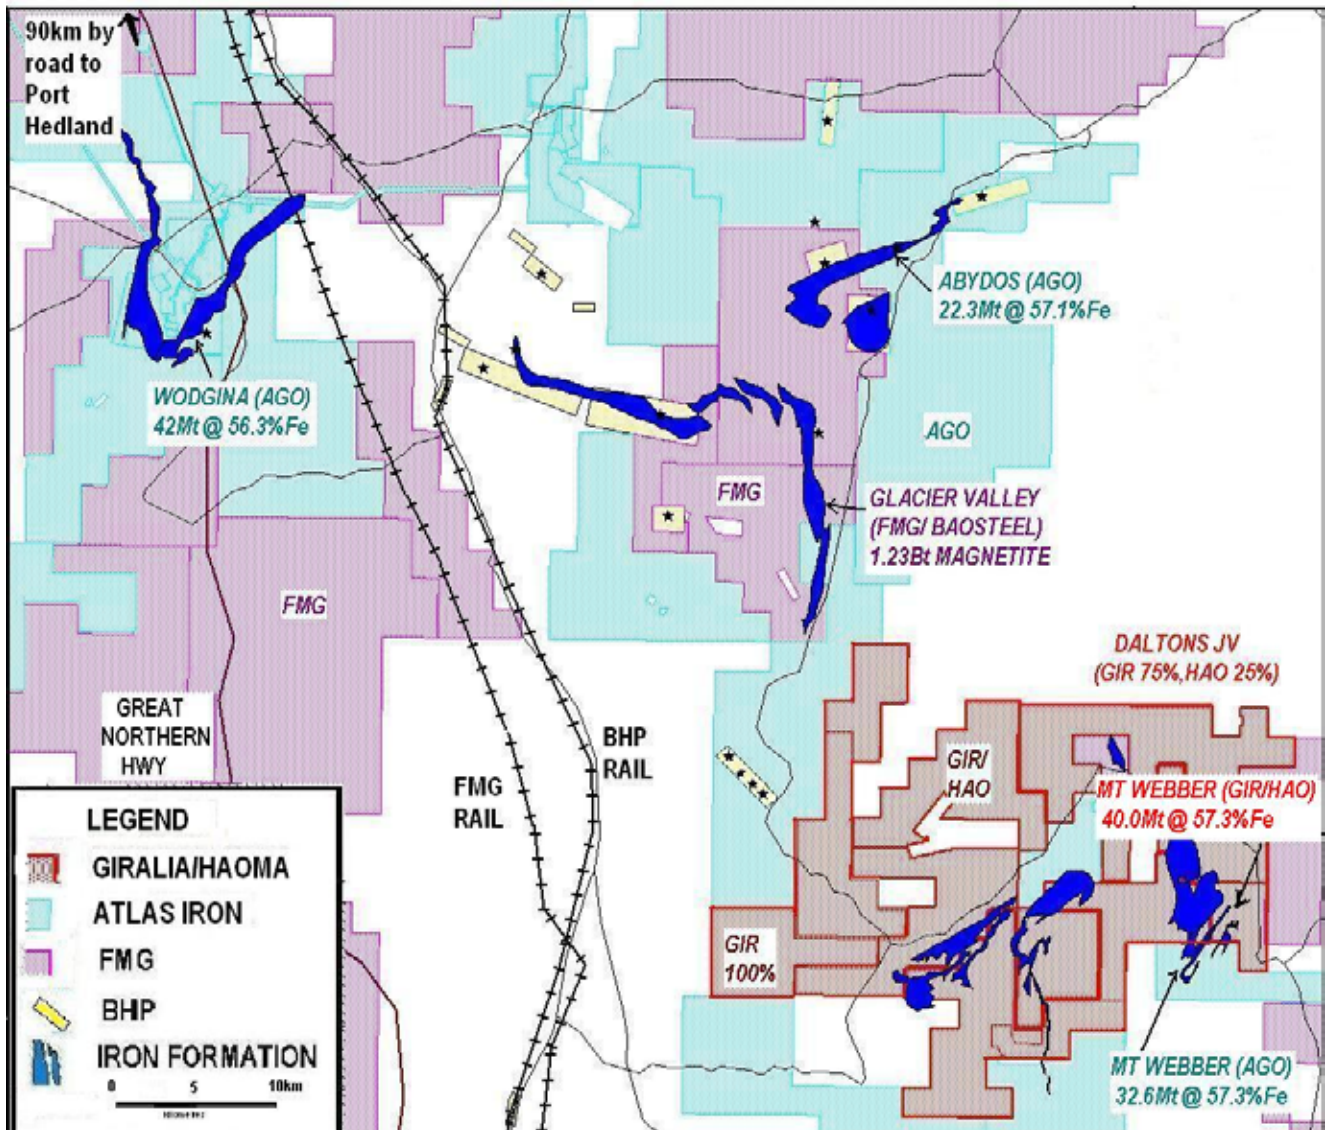 90km by
road to
Port
Hedland
WODGINA (AGO)
42Mt @ 56.3%Fe
ABYDOS (AGO)
22.3Mt @ 57.1%Fe
AGO
FMG
GLACIER VALLEY
(FMG/ BAOSTEEL)
1.23Bt MAGNETITE
FMG
DALTONS JV
(GIR 75%,HAO 25%)
GREAT
NORTHERN
HWY
BHP
RAIL
FMG
RAIL
GIR/
HAO
MT WEBBER (GIR/HAO)
40.0Mt @ 57.3%Fe
GIR
100%
MT WEBBER (AGO)
32.6Mt @ 57.3%Fe
LEGEND
GIRALIA/HAOMA
ATLAS IRON
FMG
BHP
IRON FORMATION
0 5 10km